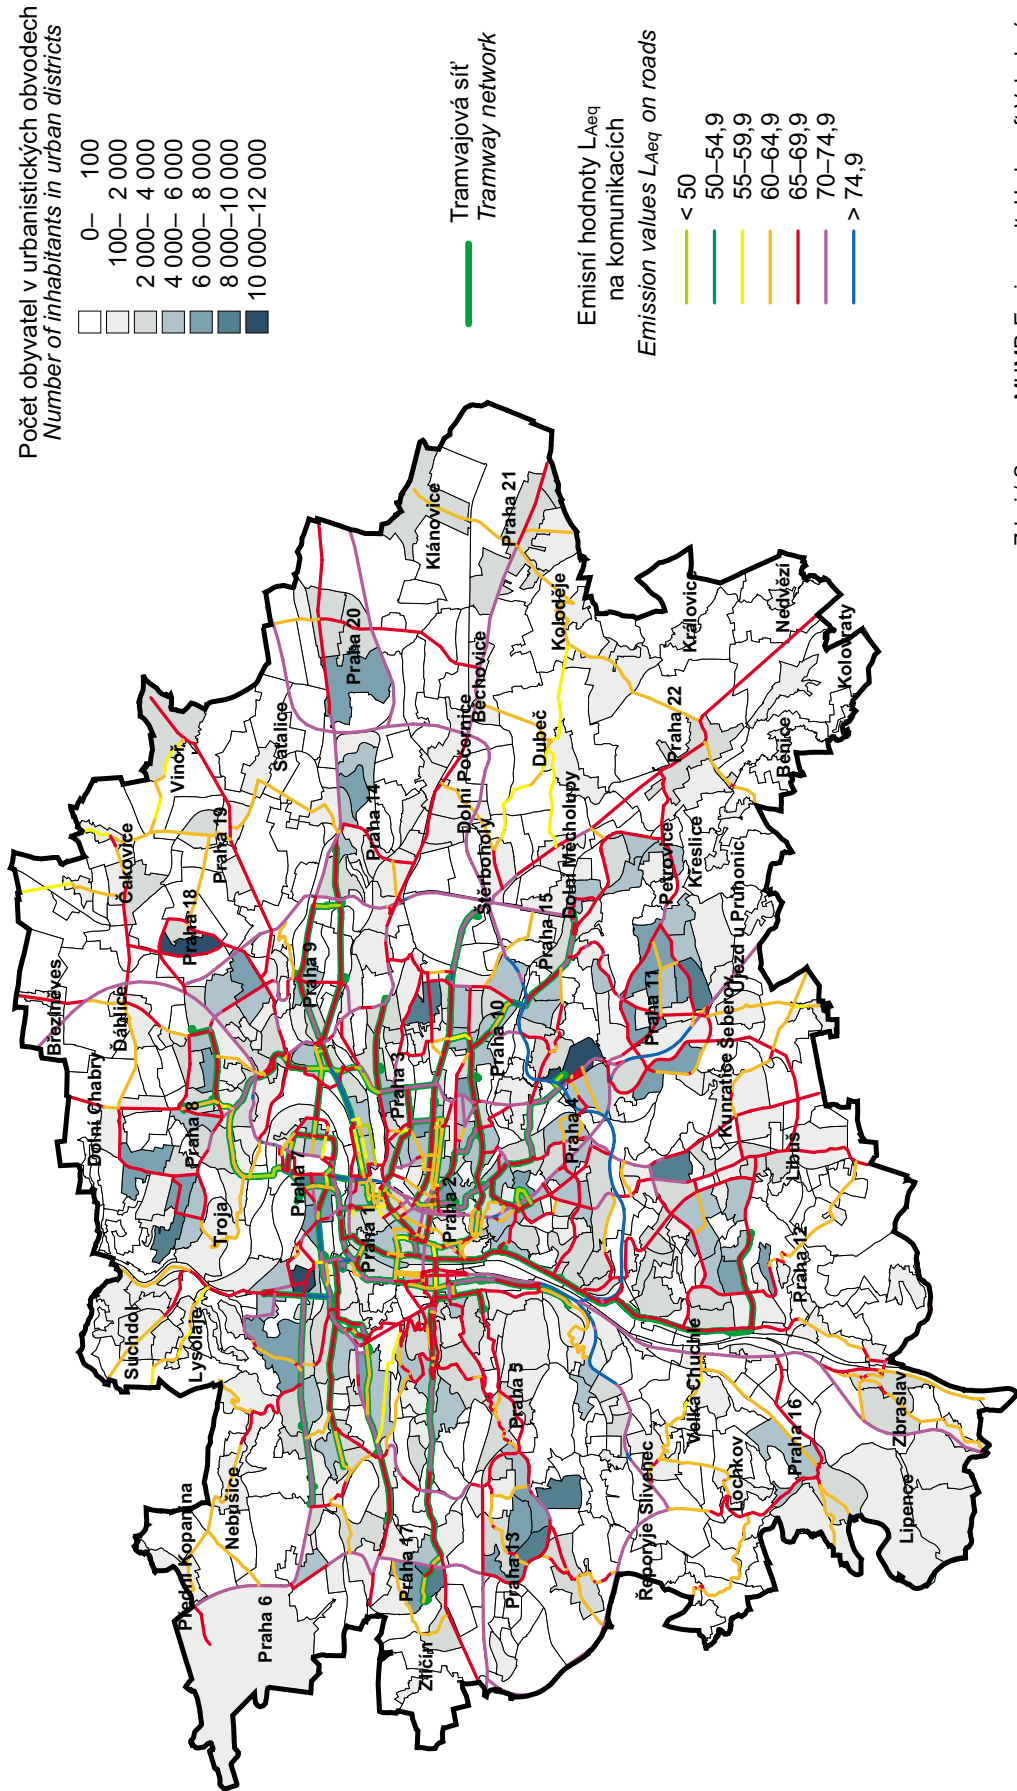 Počet obyvatel v urbanistických obvodech
Number of inhabitants in urban districts
0– 100
100– 2 000
2 000– 4 000
4 000– 6 000
6 000– 8 000
8 000–10 000
10 000–12 000
Tramvajová síť
Tramway network
Emisní hodnoty LAeq
na komunikacích
Emission values LAeq on roads
< 50
50–54,9
55–59,9
60–64,9
65–69,9
70–74,9
> 74,9
Březiněves
Čakovice
Ďáblice
Dolní Chabry
Praha 18
Vinoř
Praha 19
Satalice
Praha 8
Suchdol
Lysolaje
Troja
Přední Kopanina
Nebušice
Praha 6
Praha 7
Praha 9
Praha 20
Praha 14
Klánovice
Praha 1
Praha 3
Praha 2
Dolní Počernice
Běchovice
Praha 21
Praha 17
Zličín
Štěrboholy
Praha 10
Praha 5
Praha 13
Dubeč
Koloděje
Praha 15
Dolní Měcholupy
Praha 4
Praha 11
Petrovice
Praha 22
Královice
Řeporyje
Slivenec
Velká Chuchle
Křeslice
Kunratice
Šeberov
Újezd u Průhonic
Nedvězí
Benice
Kolovraty
Lochkov
Praha 16
Praha 12
Libuš
Lipence
Zbraslav